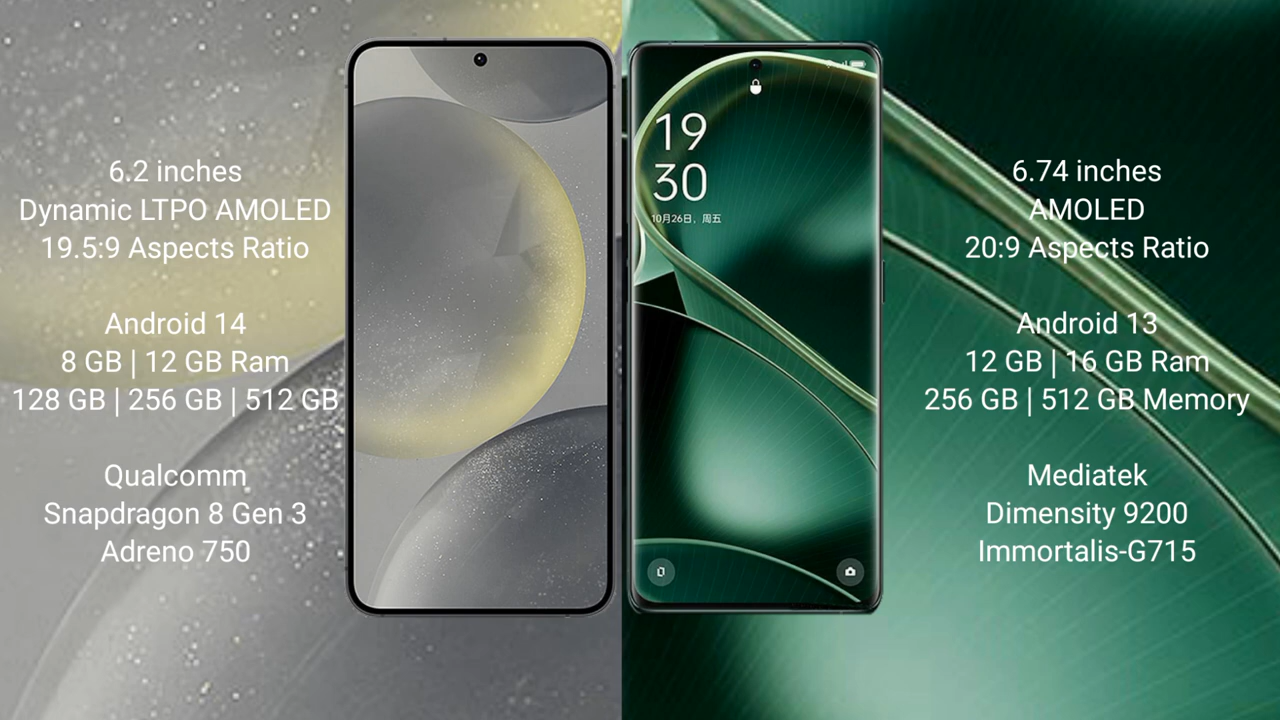 6.2 inches
Dynamic LTPO AMOLED
19.5:9 Aspects Ratio
Android 14
8 GB | 12 GB Ram
128 GB | 256 GB | 512 GB
Qualcomm
Snapdragon 8 Gen 3
Adreno 750
19
30
10月26日，周五
6.74 inches
AMOLED
20:9 Aspects Ratio
Android 13
12 GB | 16 GB Ram
256 GB | 512 GB Memory
Mediatek
Dimensity 9200
Immortalis-G715